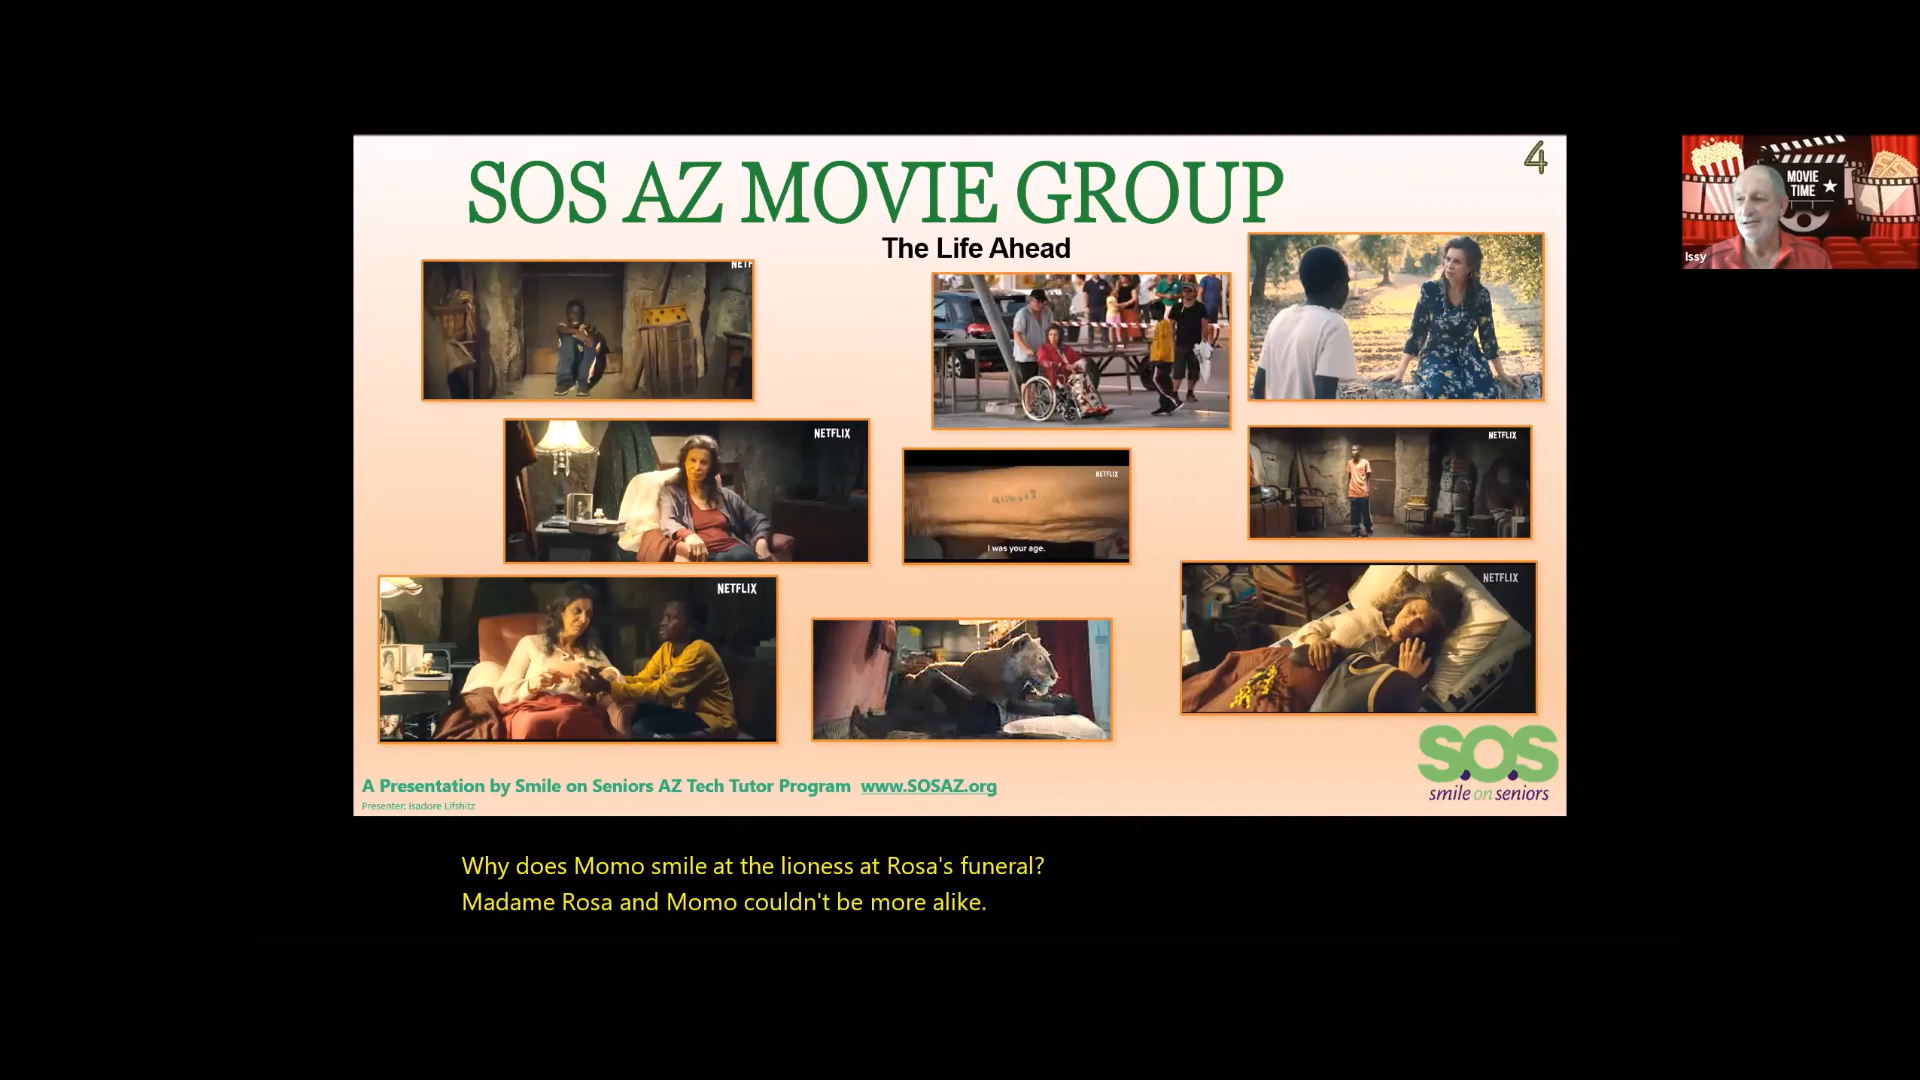 SOS AZ MOVIE GROUP
4
The Life Ahead
NETF
MOVIE
TIME
Issy
NETFLIX
NETFLIX
NETFLIX
I was your age.
NETFLIX
NETFLIX
A Presentation by Smile on Seniors AZ Tech Tutor Program www.SOSAZ.org
Presenter: Isadore Lifshitz
S.O.S
smile on seniors
Why does Momo smile at the lioness at Rosa's funeral?
Madame Rosa and Momo couldn't be more alike.